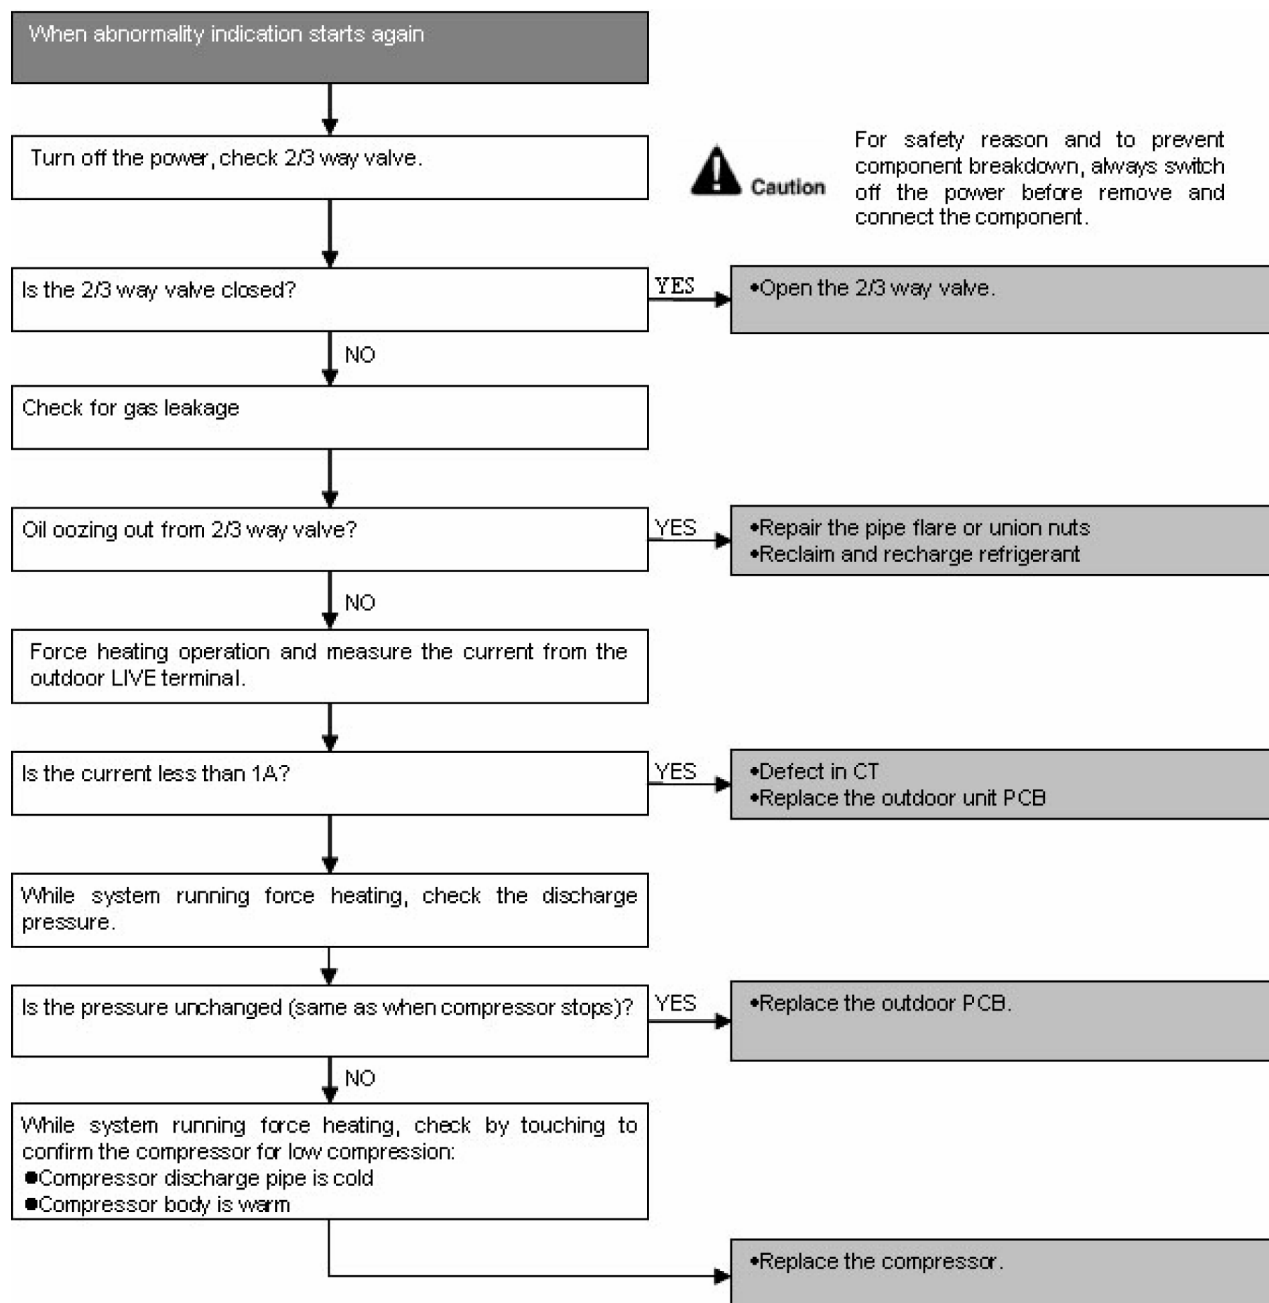 When abnormality indication starts again
Turn off the power, check 2/3 way valve.
Caution
For safety reason and to prevent
component breakdown, always switch
off the power before remove and
connect the component.
Is the 2/3 way valve closed?
YES
•Open the 2/3 way valve.
NO
Check for gas leakage
Oil oozing out from 2/3 way valve?
YES
•Repair the pipe flare or union nuts
•Reclaim and recharge refrigerant
NO
Force heating operation and measure the current from the
outdoor LIVE terminal.
Is the current less than 1A?
YES
•Defect in CT
•Replace the outdoor unit PCB
While system running force heating, check the discharge
pressure.
Is the pressure unchanged (same as when compressor stops)?
YES
•Replace the outdoor PCB.
NO
While system running force heating, check by touching to
confirm the compressor for low compression:
●Compressor discharge pipe is cold
●Compressor body is warm
•Replace the compressor.